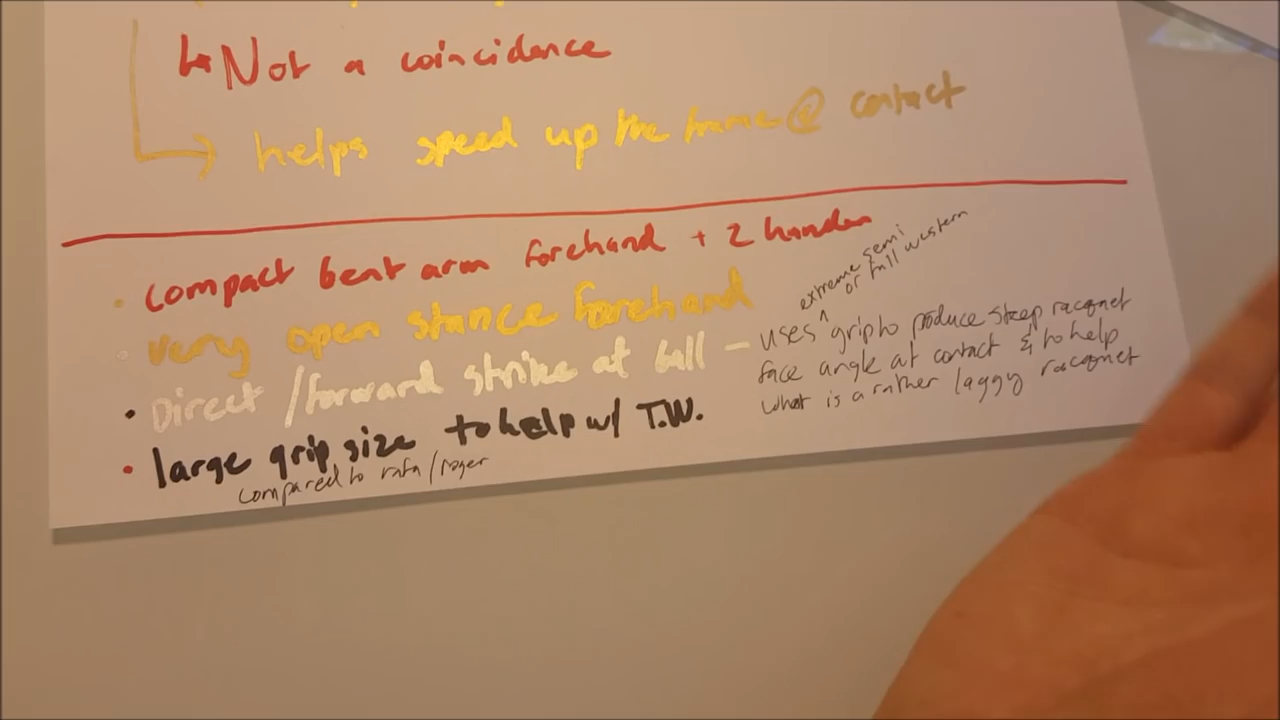 ↳ Not a coincidence
→ helps speed up the frame @ contact
• compact bent arm forehand + 2 hander
• very open stance forehand
• Direct / forward strike at ball – uses ^ grip to produce steep racquet
extreme semi
or full western
face angle at contact & to help
what is a rather laggy racquet
• large grip size to help w/ T.W.
compared to rafa/roger